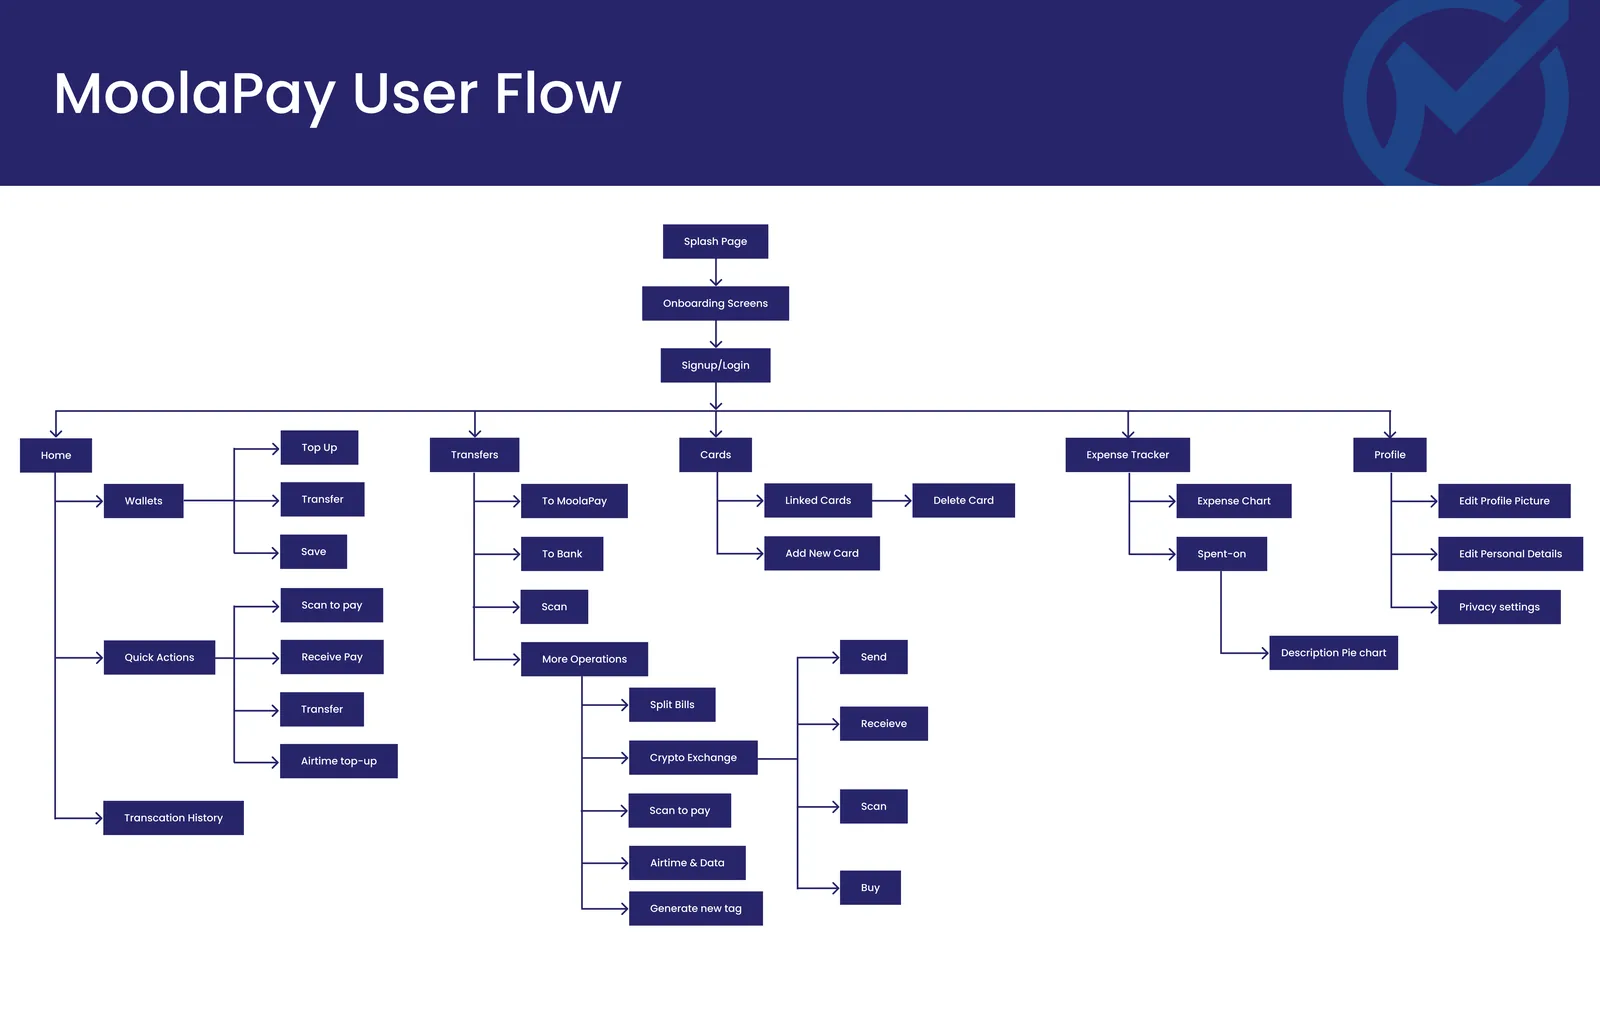 MoolaPay User Flow
Splash Page
Onboarding Screens
Signup/Login
Home
Wallets
Top Up
Transfer
Save
Quick Actions
Scan to pay
Receive Pay
Transfer
Airtime top-up
Transcation History
Transfers
To MoolaPay
To Bank
Scan
More Operations
Split Bills
Crypto Exchange
Send
Receieve
Scan
Buy
Scan to pay
Airtime & Data
Generate new tag
Cards
Linked Cards
Delete Card
Add New Card
Expense Tracker
Expense Chart
Spent-on
Description Pie chart
Profile
Edit Profile Picture
Edit Personal Details
Privacy settings